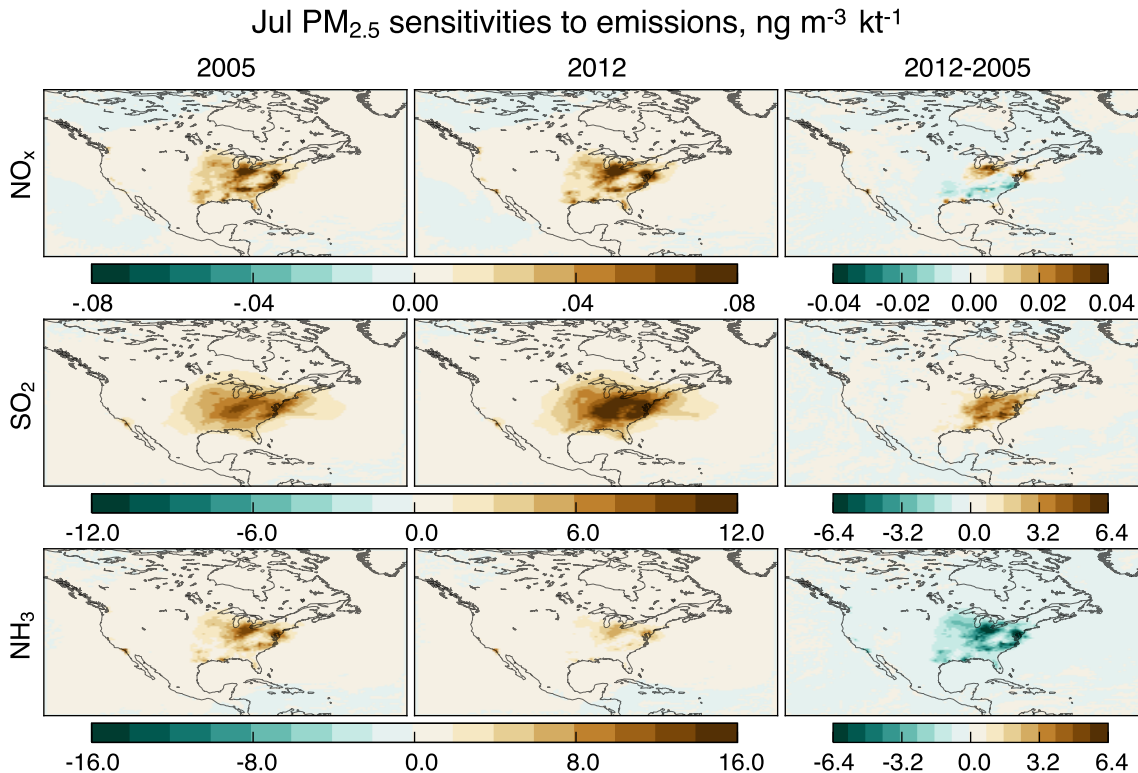 Jul PM₂.₅ sensitivities to emissions, ng m⁻³ kt⁻¹
2005 2012 2012-2005
NOₓ
-.08 -.04 0.00 .04 .08 -0.04 -0.02 0.00 0.02 0.04
SO₂
-12.0 -6.0 0.0 6.0 12.0 -6.4 -3.2 0.0 3.2 6.4
NH₃
-16.0 -8.0 0.0 8.0 16.0 -6.4 -3.2 0.0 3.2 6.4